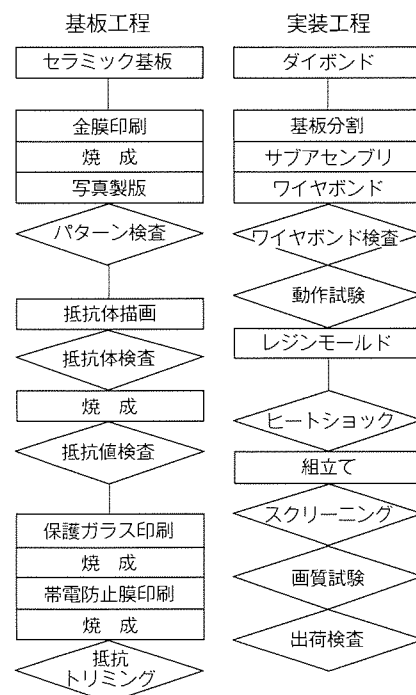 基板工程
セラミック基板
金膜印刷
焼 成
写真製版
パターン検査
抵抗体描画
抵抗体検査
焼 成
抵抗値検査
保護ガラス印刷
焼 成
帯電防止膜印刷
焼 成
抵抗
トリミング
実装工程
ダイボンド
基板分割
サブアセンブリ
ワイヤボンド
ワイヤボンド検査
動作試験
レジンモールド
ヒートショック
組立て
スクリーニング
画質試験
出荷検査